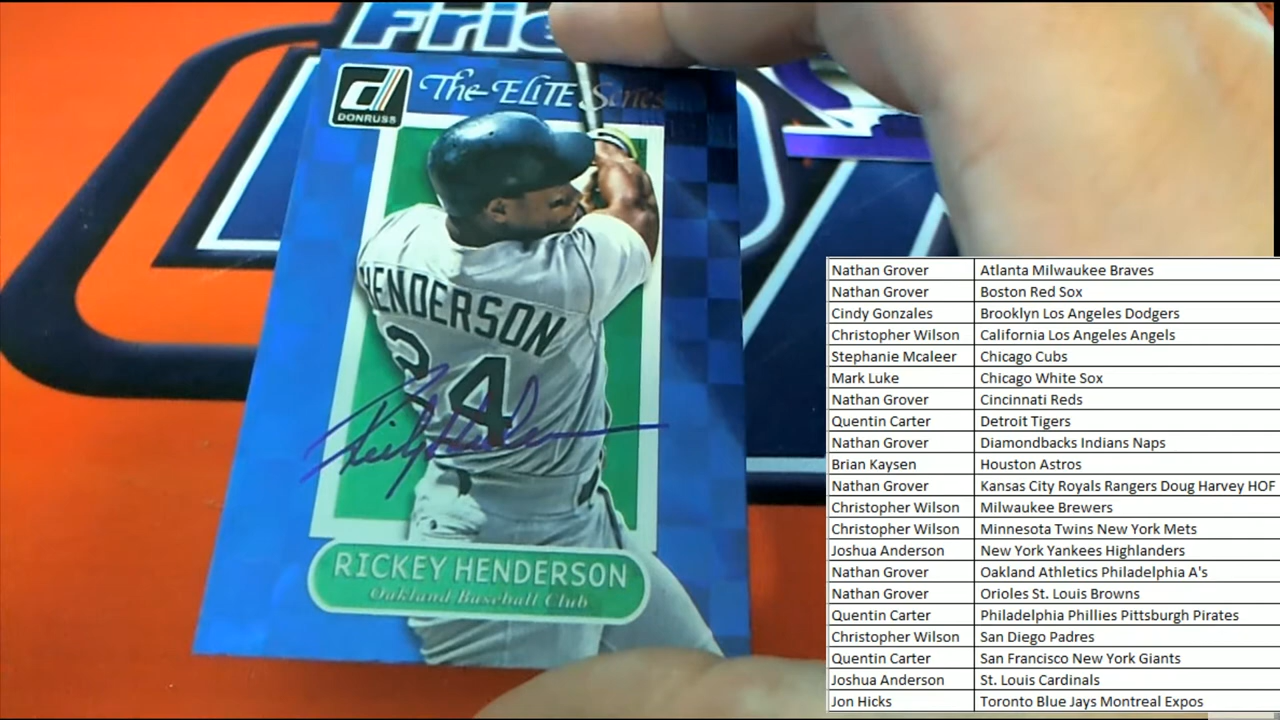 Frie
DONRUSS
The ELITE Series
HENDERSON
24
Rickey Henderson
RICKEY HENDERSON
Oakland Baseball Club
Nathan Grover Atlanta Milwaukee Braves
Nathan Grover Boston Red Sox
Cindy Gonzales Brooklyn Los Angeles Dodgers
Christopher Wilson California Los Angeles Angels
Stephanie Mcaleer Chicago Cubs
Mark Luke Chicago White Sox
Nathan Grover Cincinnati Reds
Quentin Carter Detroit Tigers
Nathan Grover Diamondbacks Indians Naps
Brian Kaysen Houston Astros
Nathan Grover Kansas City Royals Rangers Doug Harvey HOF
Christopher Wilson Milwaukee Brewers
Christopher Wilson Minnesota Twins New York Mets
Joshua Anderson New York Yankees Highlanders
Nathan Grover Oakland Athletics Philadelphia A's
Nathan Grover Orioles St. Louis Browns
Quentin Carter Philadelphia Phillies Pittsburgh Pirates
Christopher Wilson San Diego Padres
Quentin Carter San Francisco New York Giants
Joshua Anderson St. Louis Cardinals
Jon Hicks Toronto Blue Jays Montreal Expos